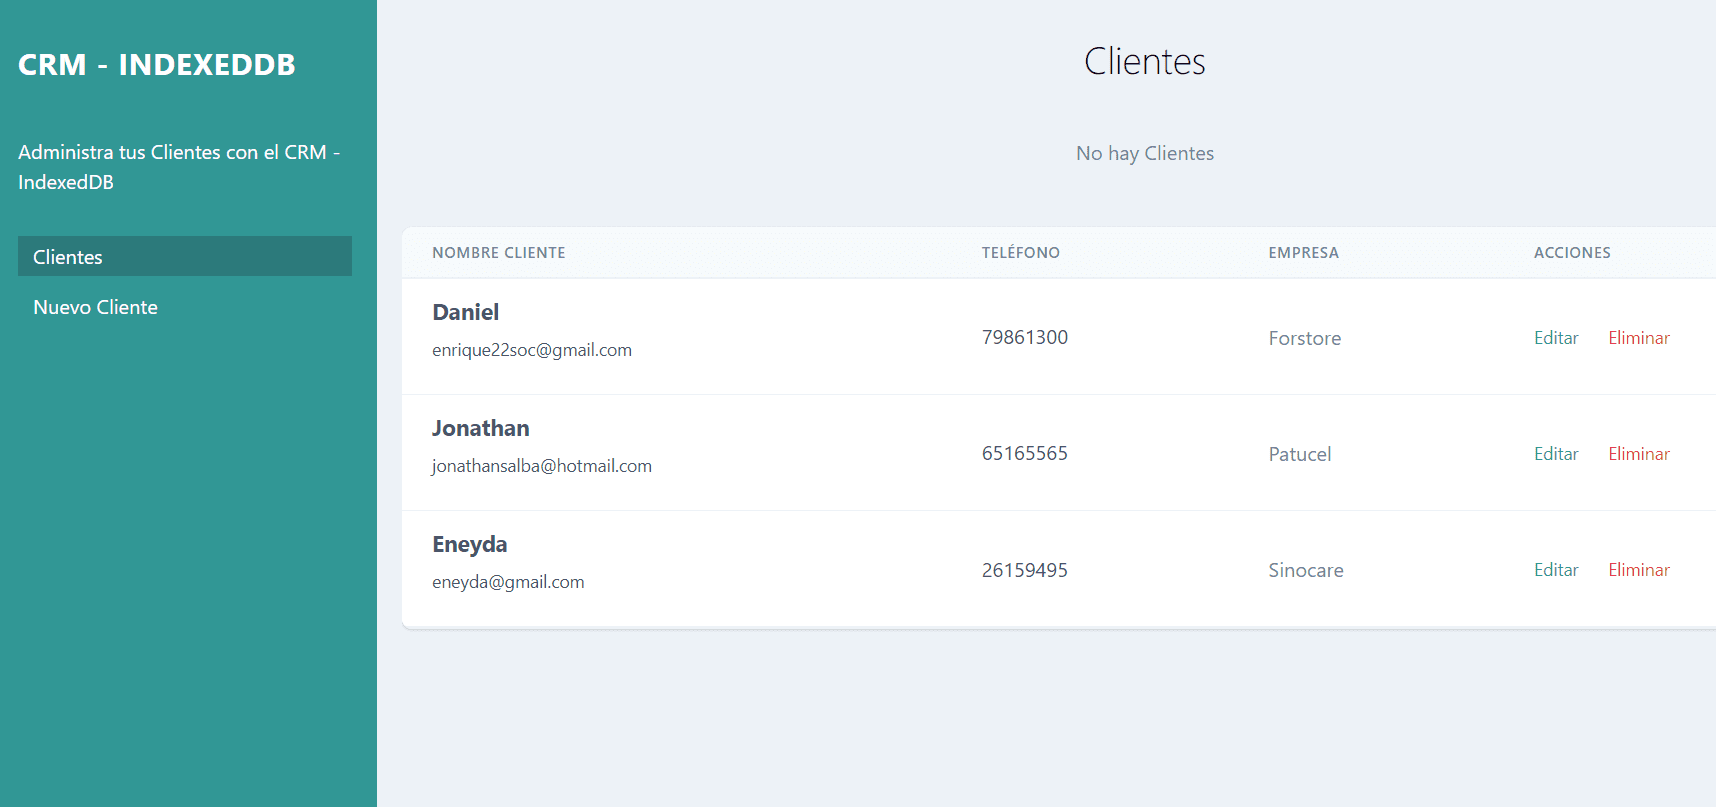 CRM - INDEXEDDB
Administra tus Clientes con el CRM -
IndexedDB
Clientes
Nuevo Cliente
Clientes
No hay Clientes
NOMBRE CLIENTE TELÉFONO EMPRESA ACCIONES
Daniel
enrique22soc@gmail.com
79861300 Forstore Editar Eliminar
Jonathan
jonathansalba@hotmail.com
65165565 Patucel Editar Eliminar
Eneyda
eneyda@gmail.com
26159495 Sinocare Editar Eliminar